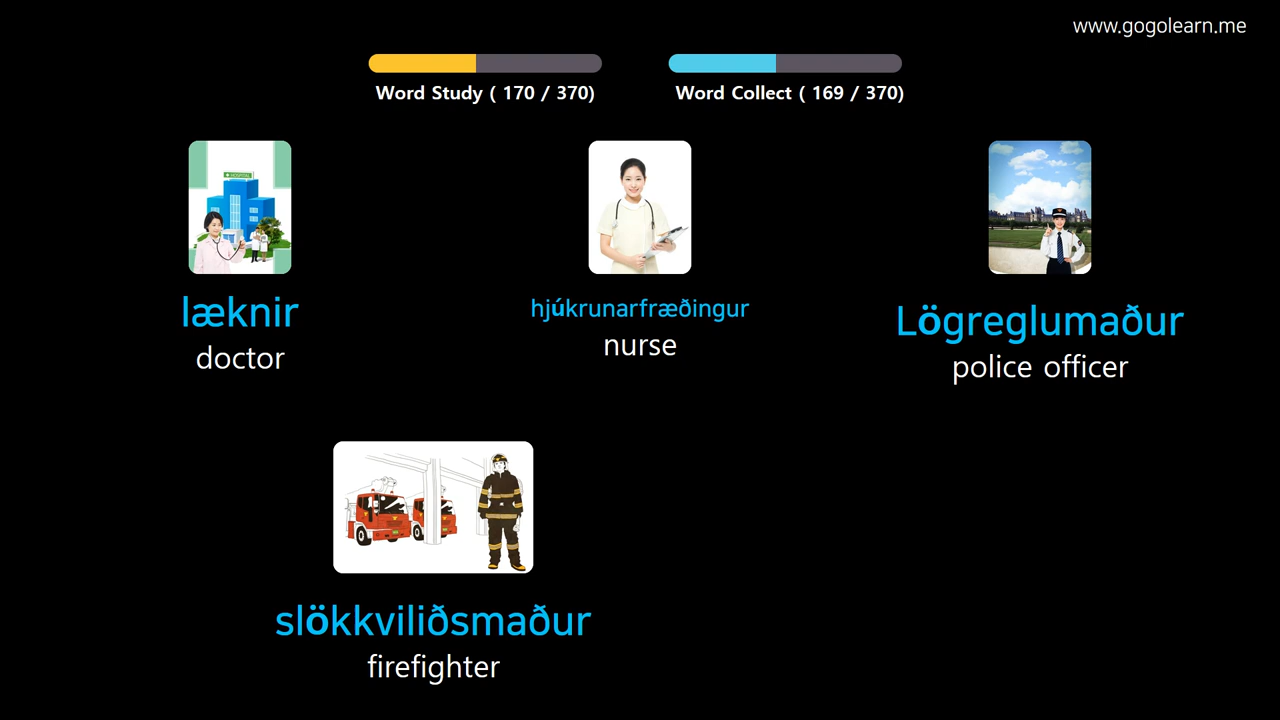 www.gogolearn.me
Word Study ( 170 / 370)
Word Collect ( 169 / 370)
HOSPITAL
læknir
doctor
hjúkrunarfræðingur
nurse
Lögreglumaður
police officer
slökkviliðsmaður
firefighter